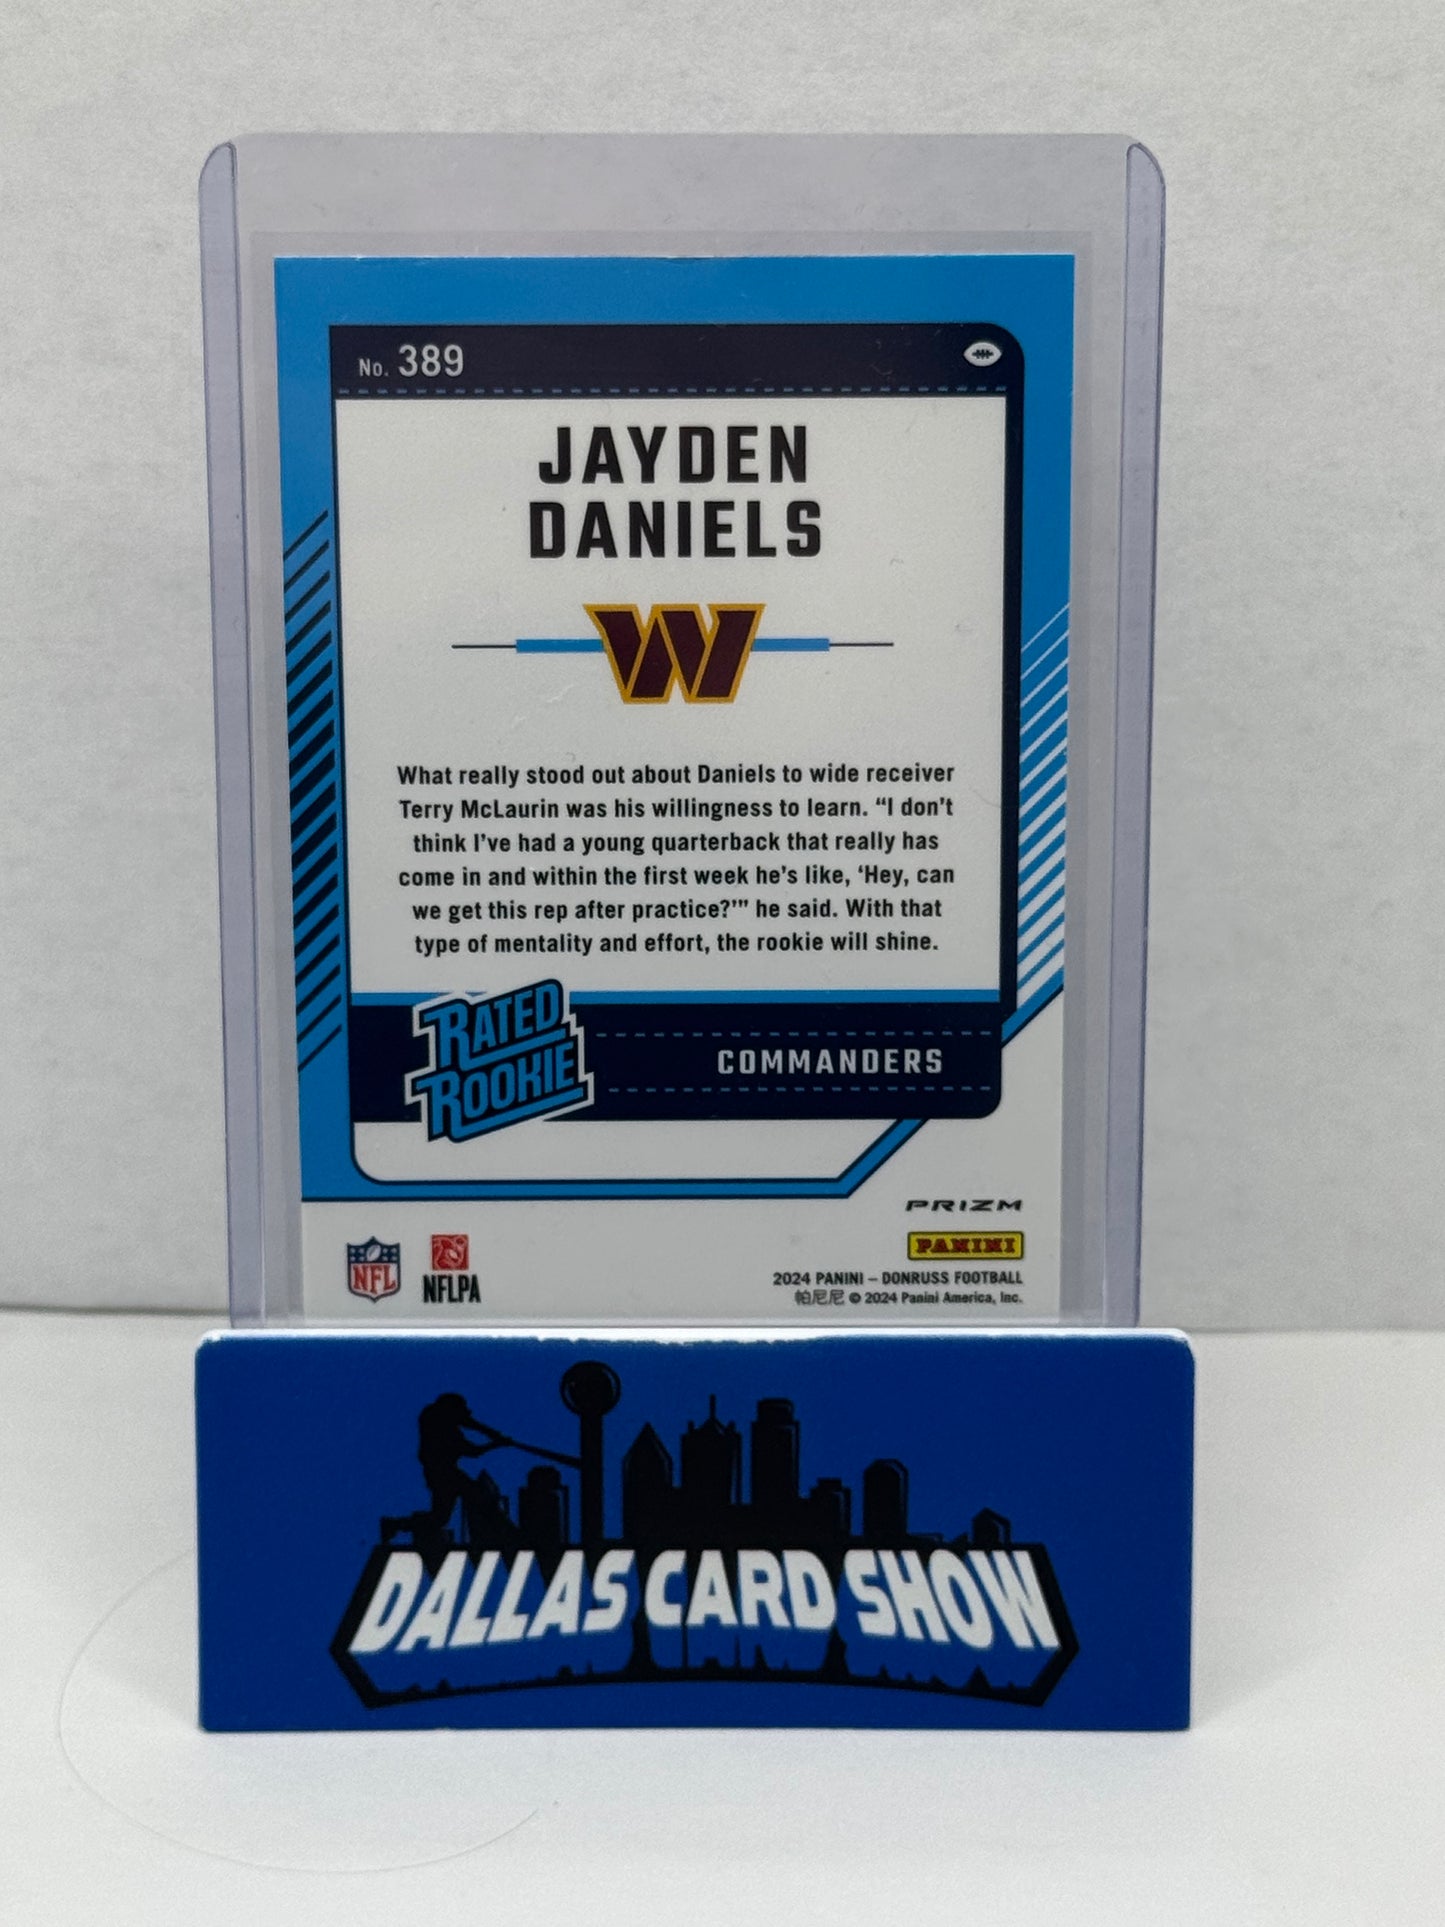 No. 389
JAYDEN
DANIELS
W
What really stood out about Daniels to wide receiver
Terry McLaurin was his willingness to learn. “I don’t
think I’ve had a young quarterback that really has
come in and within the first week he’s like, ‘Hey, can
we get this rep after practice?’” he said. With that
type of mentality and effort, the rookie will shine.
RATED
ROOKIE
COMMANDERS
PRIZM
PANINI
NFL
NFLPA
2024 PANINI – DONRUSS FOOTBALL
帕尼尼 © 2024 Panini America, Inc.
DALLAS CARD SHOW